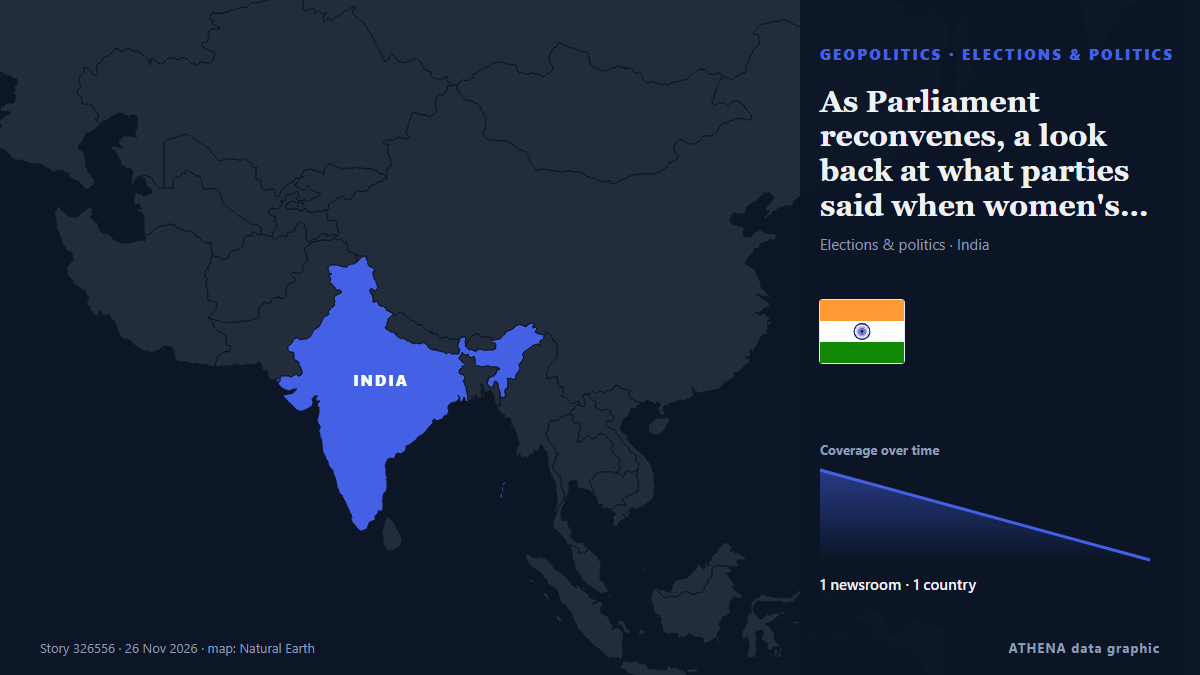 GEOPOLITICS · ELECTIONS & POLITICS
As Parliament
reconvenes, a look
back at what parties
said when women's...
Elections & politics · India
INDIA
Coverage over time
1 newsroom · 1 country
Story 326556 · 26 Nov 2026 · map: Natural Earth
ATHENA data graphic